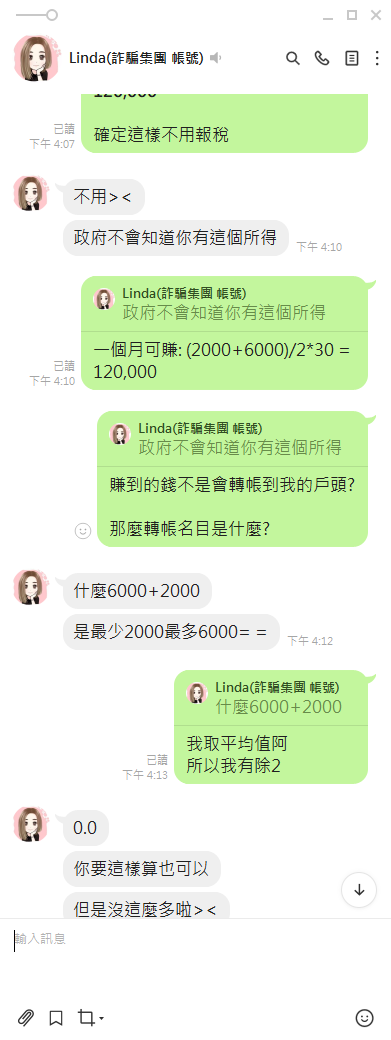 Linda(詐騙集團 帳號)
120,000
確定這樣不用報稅
已讀
下午 4:07
不用><
政府不會知道你有這個所得
下午 4:10
Linda(詐騙集團 帳號)
政府不會知道你有這個所得
一個月可賺: (2000+6000)/2*30 =
120,000
已讀
下午 4:10
Linda(詐騙集團 帳號)
政府不會知道你有這個所得
賺到的錢不是會轉帳到我的戶頭?
那麼轉帳名目是什麼?
什麼6000+2000
是最少2000最多6000= =
下午 4:12
Linda(詐騙集團 帳號)
什麼6000+2000
我取平均值阿
所以我有除2
已讀
下午 4:13
0.0
你要這樣算也可以
但是沒這麼多啦><
輸入訊息